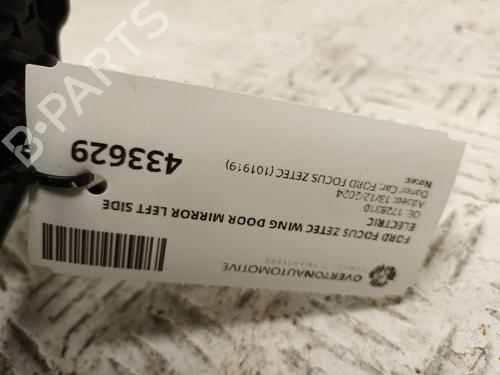 OVERTONAUTOMOTIVE
FORD FOCUS ZETEC WING DOOR MIRROR LEFT SIDE
ELECTRIC
OE: 1728310
Added: 13/12/2024
Donor Car: FORD FOCUS ZETEC (101919)
Notes:
433629
B-PARTS